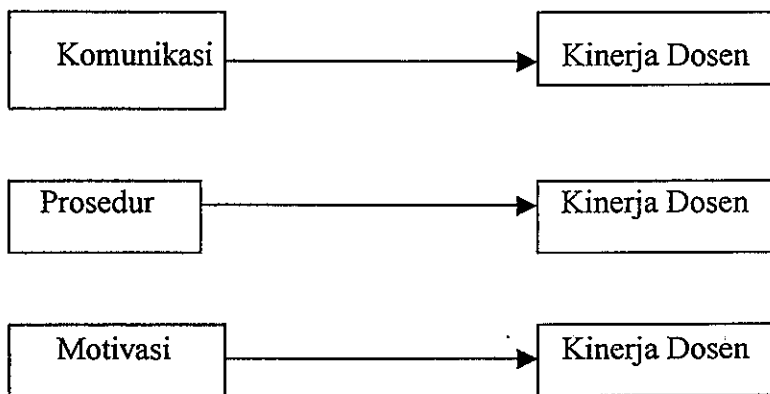 Komunikasi
Kinerja Dosen
Prosedur
Kinerja Dosen
Motivasi
Kinerja Dosen